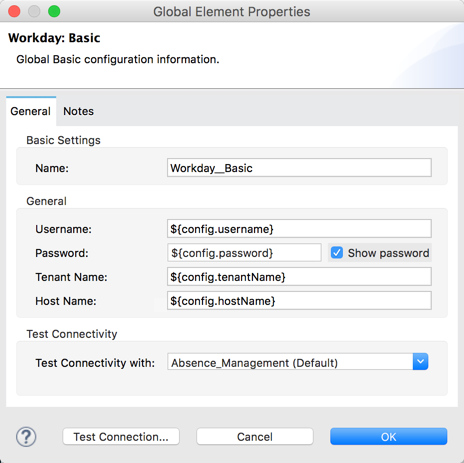 Global Element Properties
Workday: Basic
Global Basic configuration information.
General Notes
Basic Settings
Name: Workday__Basic
General
Username: ${config.username}
Password: ${config.password} Show password
Tenant Name: ${config.tenantName}
Host Name: ${config.hostName}
Test Connectivity
Test Connectivity with: Absence_Management (Default)
? Test Connection... Cancel OK